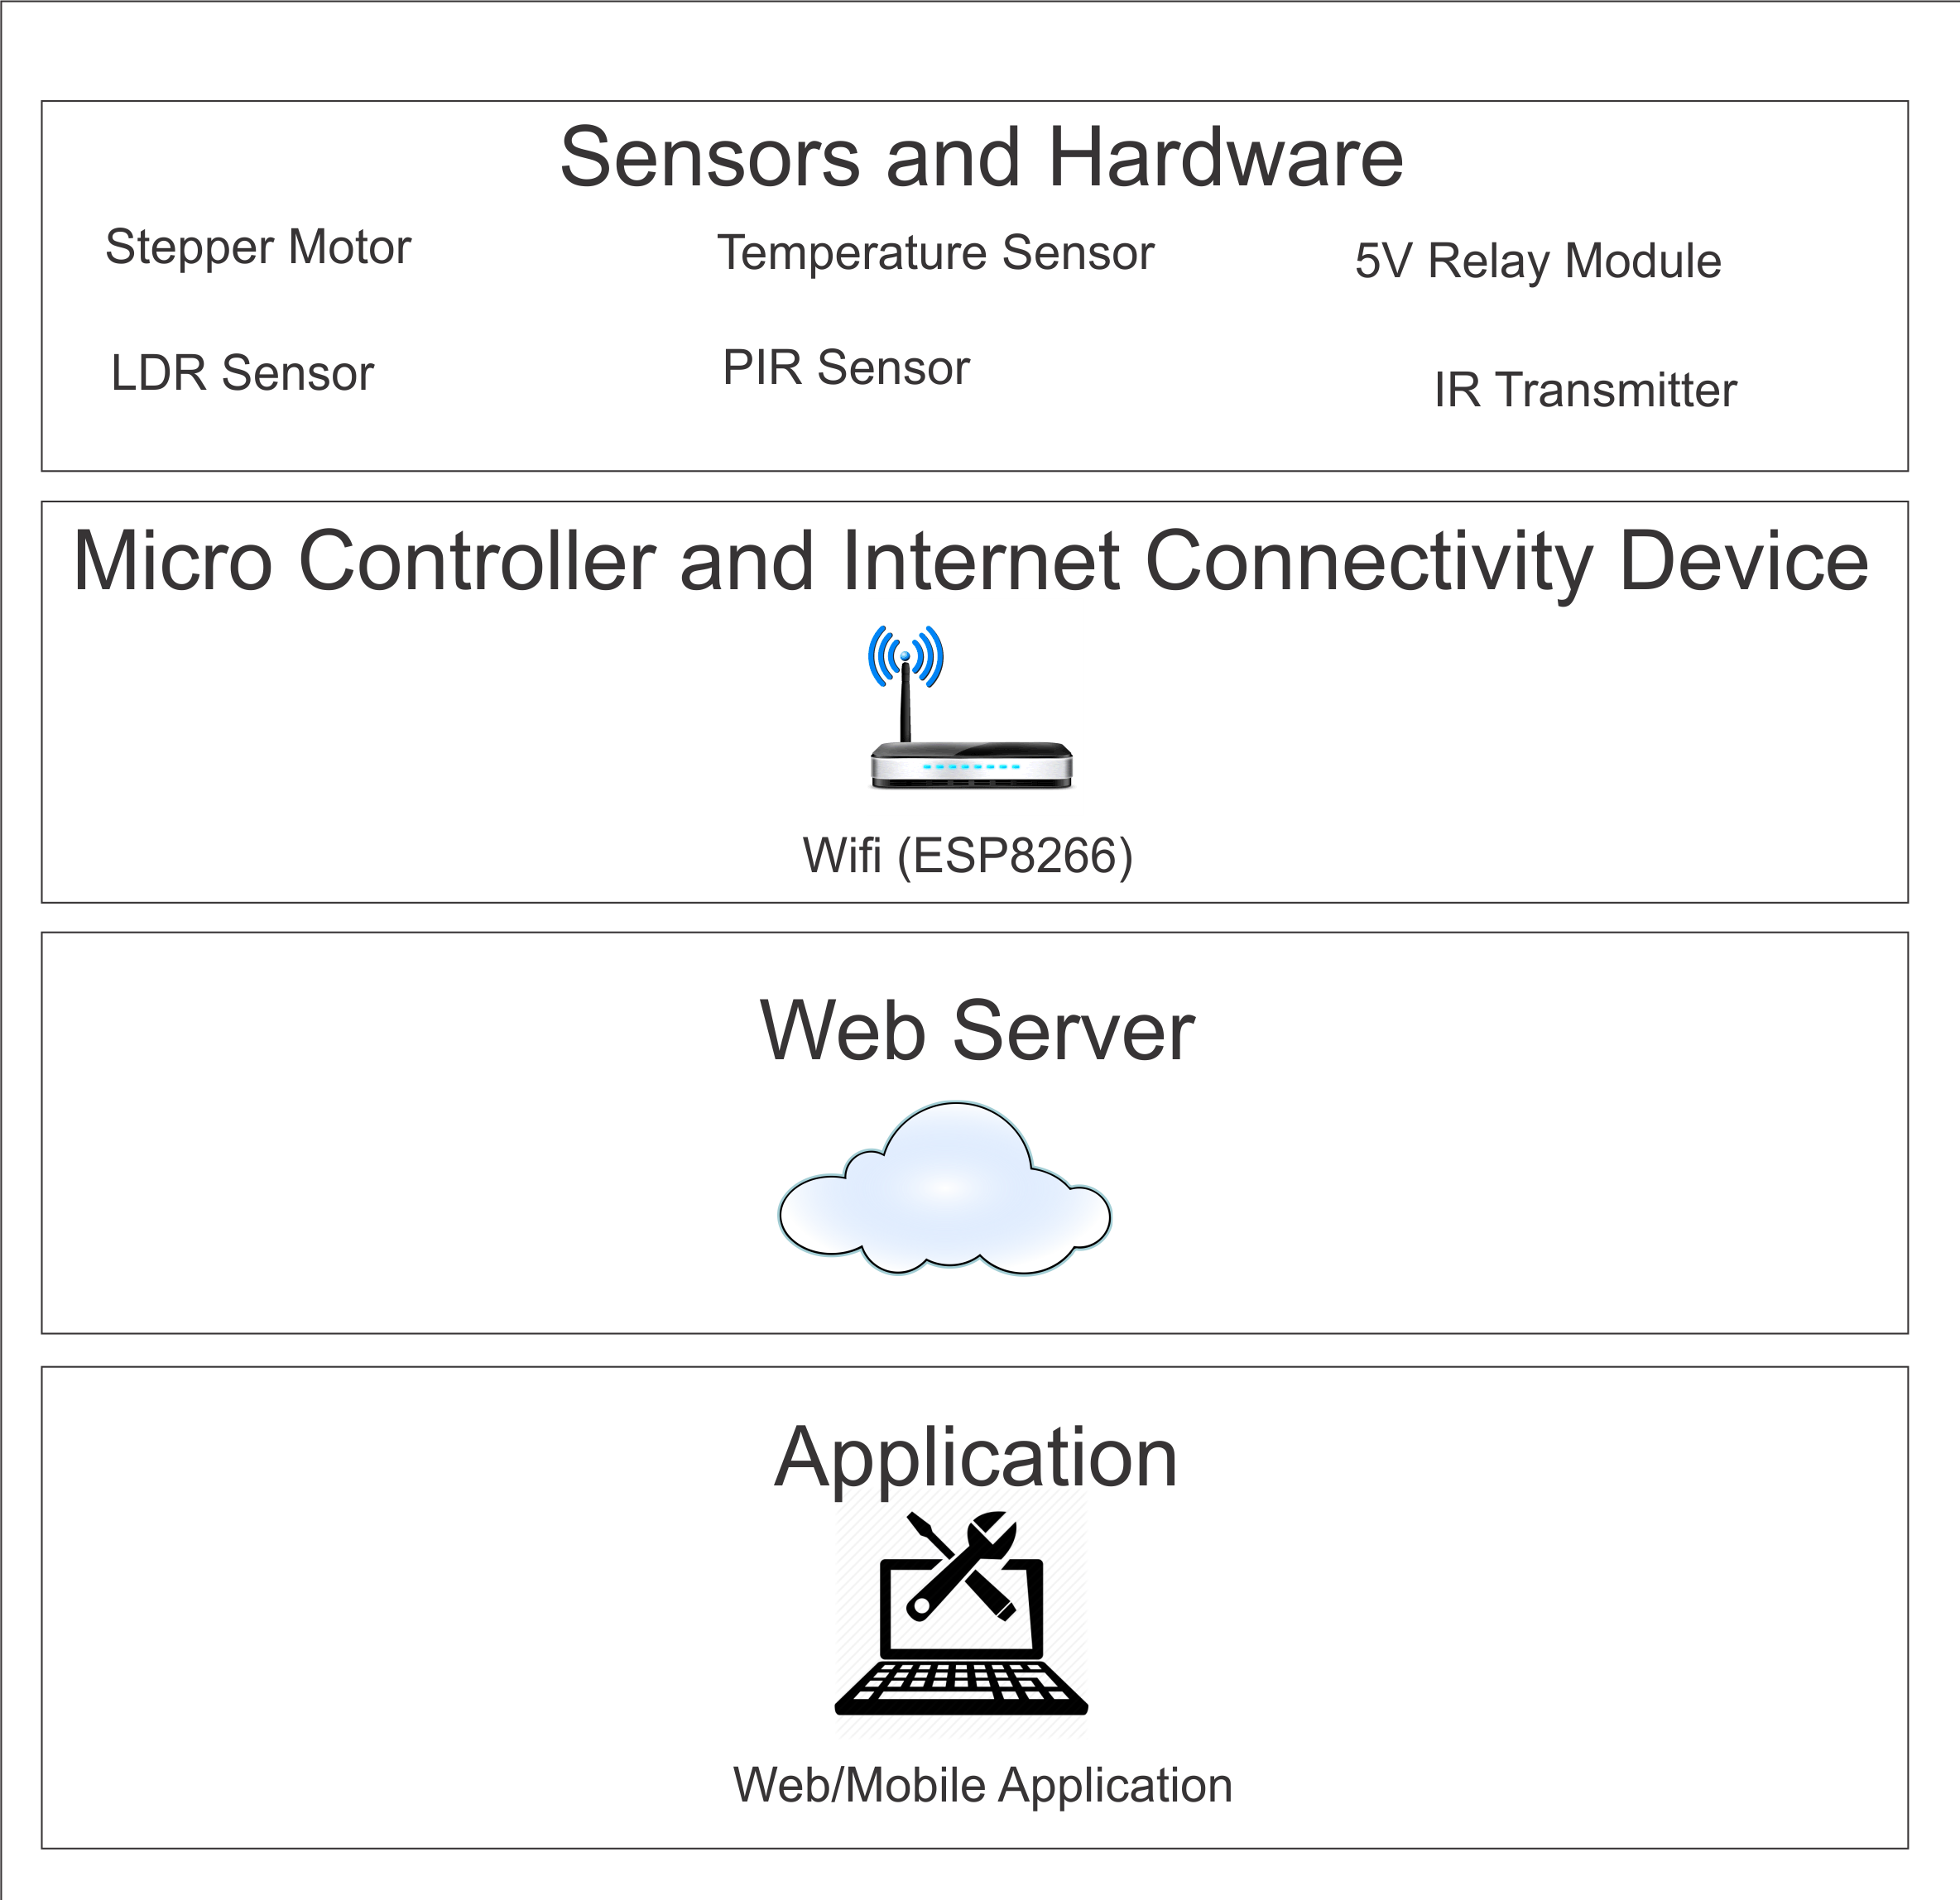 Sensors and Hardware
Stepper Motor
Temperature Sensor
5V Relay Module
LDR Sensor
PIR Sensor
IR Transmitter
Micro Controller and Internet Connectivity Device
Wifi (ESP8266)
Web Server
Application
Web/Mobile Application